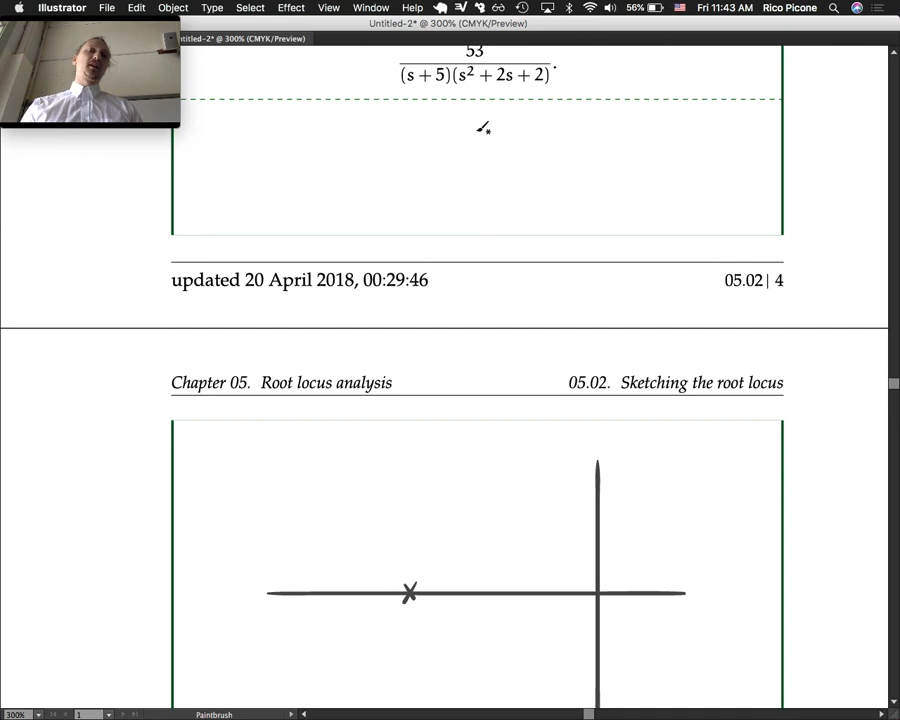 Illustrator File Edit Object Type Select Effect View Window Help 56% Fri 11:43 AM Rico Picone
Untitled-2* @ 300% (CMYK/Preview)
ntitled-2* @ 300% (CMYK/Preview)
53
(s + 5)(s² + 2s + 2).
updated 20 April 2018, 00:29:46 05.02| 4
Chapter 05. Root locus analysis 05.02. Sketching the root locus
300% 1 Paintbrush